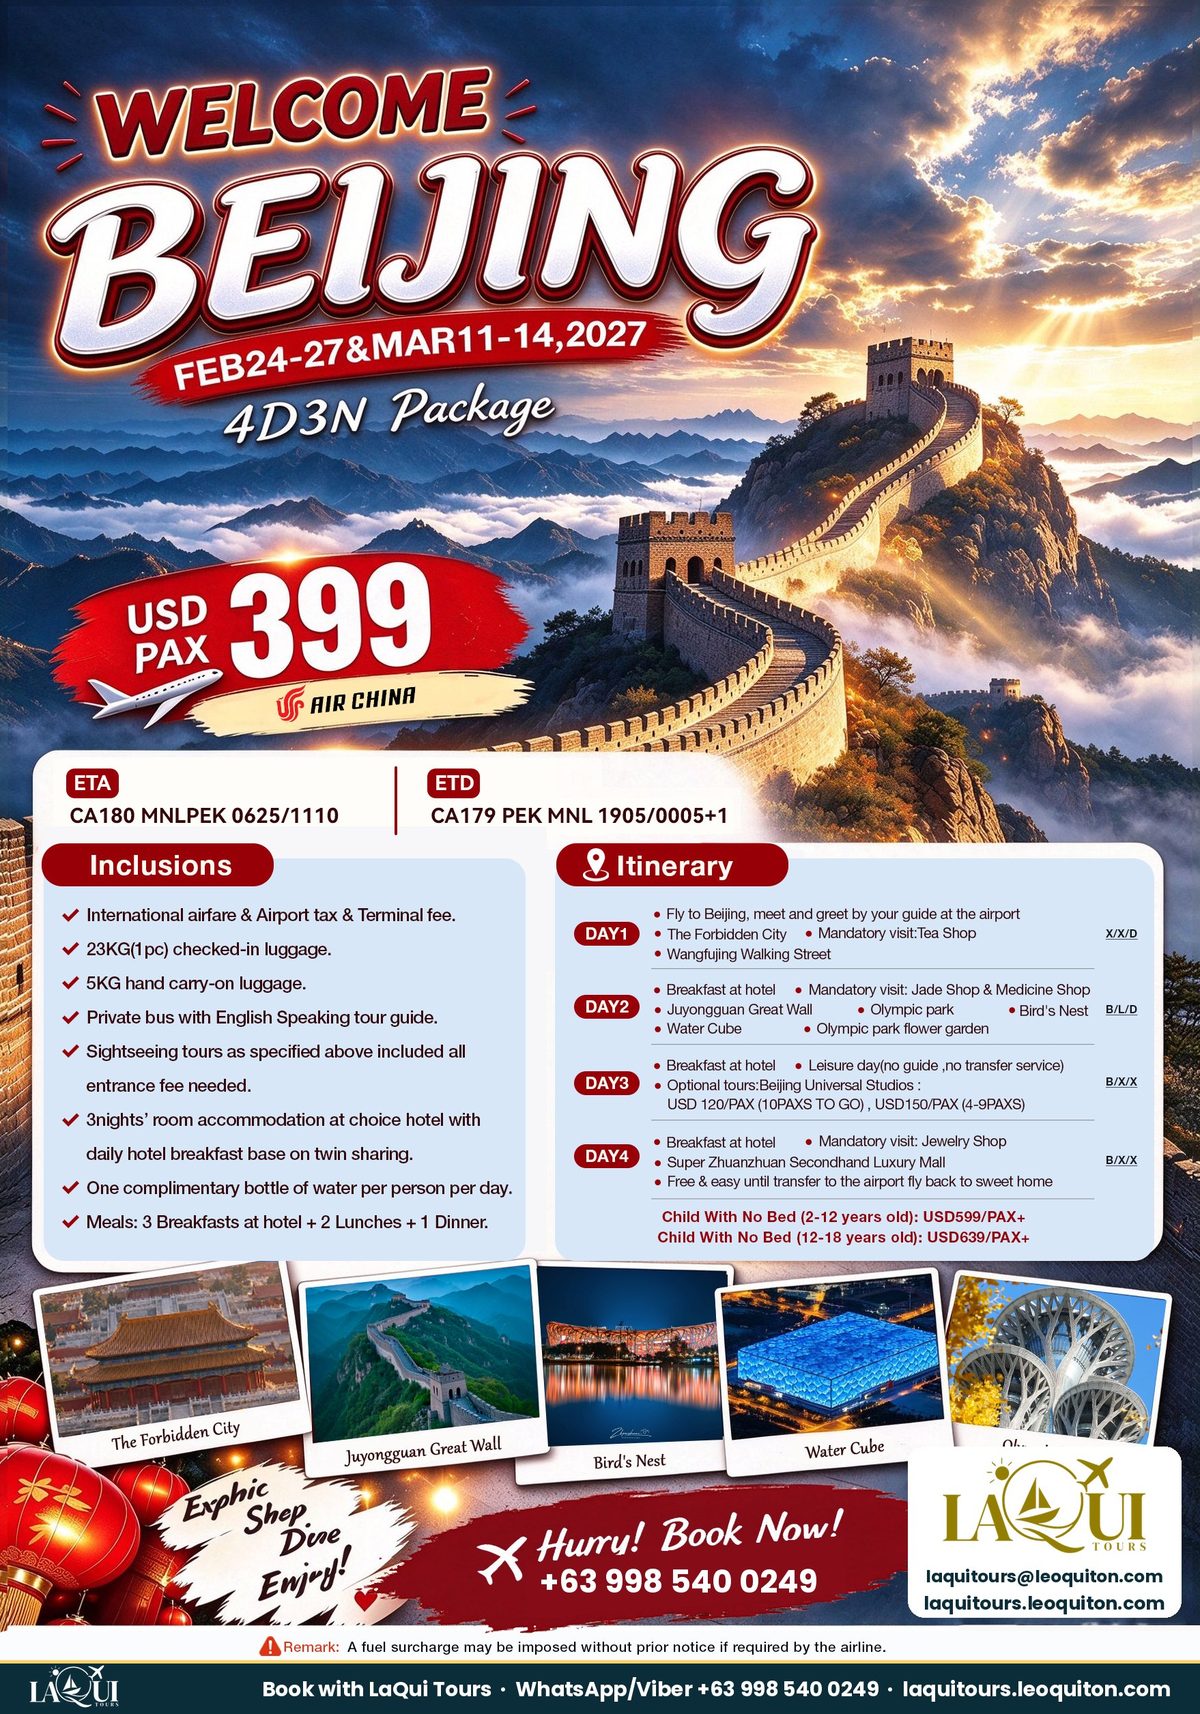 WELCOME
BEIJING
FEB24-27&MAR11-14,2027
4D3N Package
USD
PAX
399
AIR CHINA
ETA
CA180 MNLPEK 0625/1110
ETD
CA179 PEK MNL 1905/0005+1
Inclusions
International airfare & Airport tax & Terminal fee.
23KG(1pc) checked-in luggage.
5KG hand carry-on luggage.
Private bus with English Speaking tour guide.
Sightseeing tours as specified above included all
entrance fee needed.
3nights’ room accommodation at choice hotel with
daily hotel breakfast base on twin sharing.
One complimentary bottle of water per person per day.
Meals: 3 Breakfasts at hotel + 2 Lunches + 1 Dinner.
Itinerary
DAY1
• Fly to Beijing, meet and greet by your guide at the airport
• The Forbidden City • Mandatory visit:Tea Shop
• Wangfujing Walking Street
X/X/D
DAY2
• Breakfast at hotel • Mandatory visit: Jade Shop & Medicine Shop
• Juyongguan Great Wall • Olympic park • Bird's Nest
• Water Cube • Olympic park flower garden
B/L/D
DAY3
• Breakfast at hotel • Leisure day(no guide ,no transfer service)
• Optional tours:Beijing Universal Studios :
USD 120/PAX (10PAXS TO GO) , USD150/PAX (4-9PAXS)
B/X/X
DAY4
• Breakfast at hotel • Mandatory visit: Jewelry Shop
• Super Zhuanzhuan Secondhand Luxury Mall
• Free & easy until transfer to the airport fly back to sweet home
B/X/X
Child With No Bed (2-12 years old): USD599/PAX+
Child With No Bed (12-18 years old): USD639/PAX+
The Forbidden City
Juyongguan Great Wall
Bird's Nest
Water Cube
Exphic
Shep
Dine
Enjry!
Hurry! Book Now!
+63 998 540 0249
LAQUI
TOURS
laquitours@leoquiton.com
laquitours.leoquiton.com
Remark: A fuel surcharge may be imposed without prior notice if required by the airline.
LAQUI
TOURS
Book with LaQui Tours · WhatsApp/Viber +63 998 540 0249 · laquitours.leoquiton.com